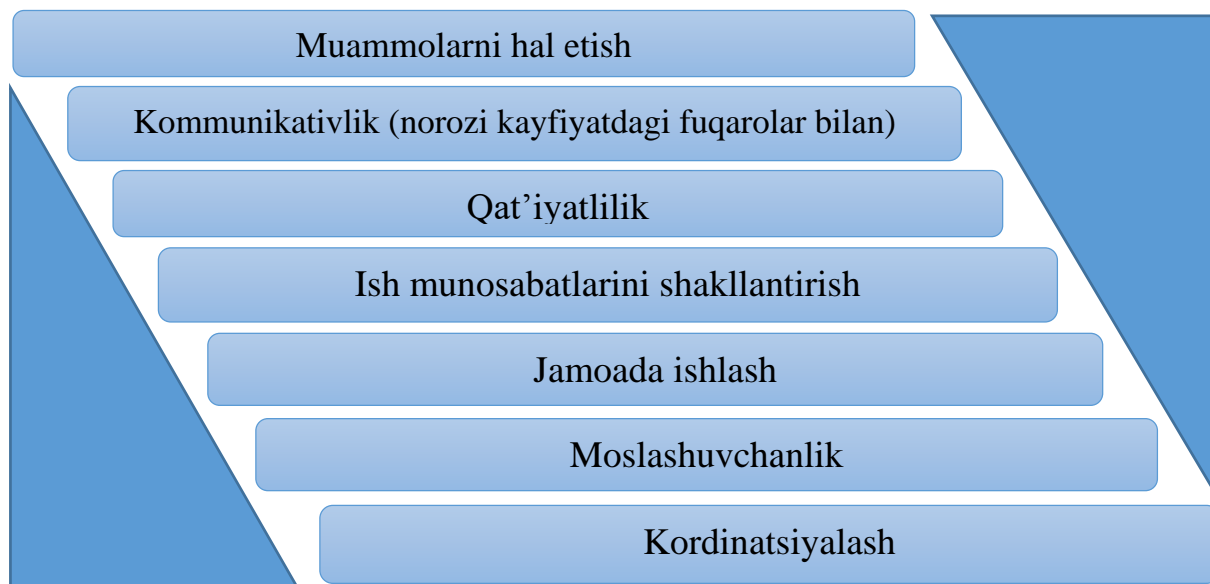 Muammolarni hal etish
Kommunikativlik (norozi kayfiyatdagi fuqarolar bilan)
Qat’iyatlilik
Ish munosabatlarini shakllantirish
Jamoada ishlash
Moslashuvchanlik
Kordinatsiyalash